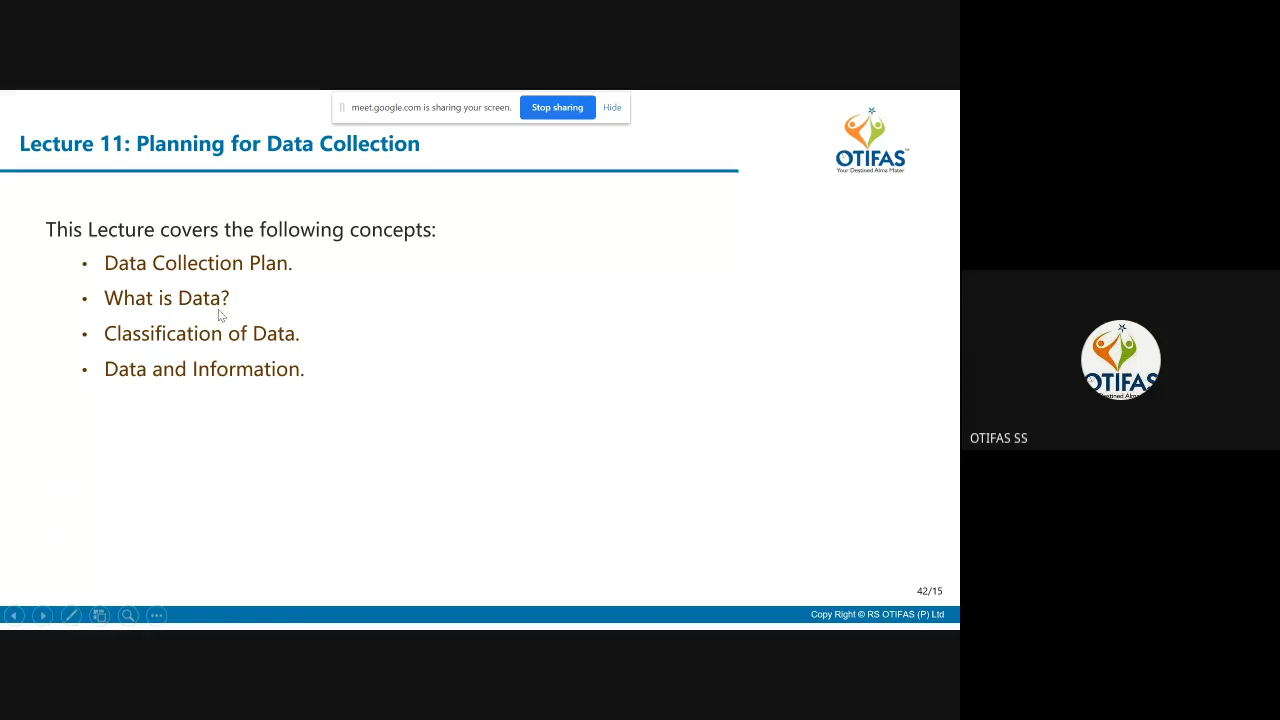 meet.google.com is sharing your screen. Stop sharing Hide
Lecture 11: Planning for Data Collection
OTIFAS
Your Destined Alma Mater
This Lecture covers the following concepts:
• Data Collection Plan.
• What is Data?
• Classification of Data.
• Data and Information.
OTIFAS
OTIFAS SS
42/15
Copy Right © RS OTIFAS (P) Ltd